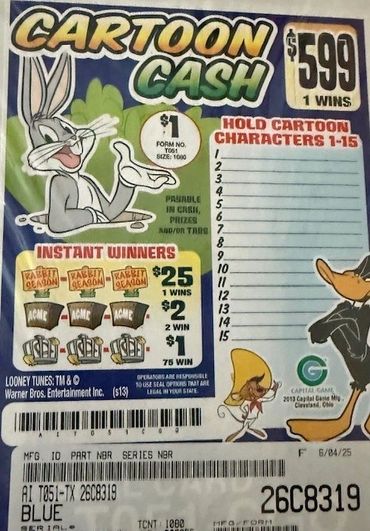 CARTOON
CASH
$599
1 WINS
$1
FORM NO.
T051
SIZE: 1080
HOLD CARTOON
CHARACTERS 1-15
1
2
3
4
5
6
7
8
9
10
11
12
13
14
15
PAYABLE
IN CASH,
PRIZES
AND/OR TABS
INSTANT WINNERS
RABBIT SEASON - RABBIT SEASON - RABBIT SEASON
$25
1 WINS
ACME - ACME - ACME
$2
2 WIN
$1
75 WIN
LOONEY TUNES: TM & ©
Warner Bros. Entertainment Inc. (s13)
OPERATORS ARE RESPONSIBLE
TO USE SEAL OPTIONS THAT ARE
LEGAL IN YOUR STATE.
G
CAPITAL GAME
2013 Capital Game Mfg
Cleveland, Ohio
MFG ID PART NBR SERIES NBR
F 6/04/25
AI T051-TX 26C8319
BLUE
26C8319
SERIAL
TCNT: 1080
MFG/FORM